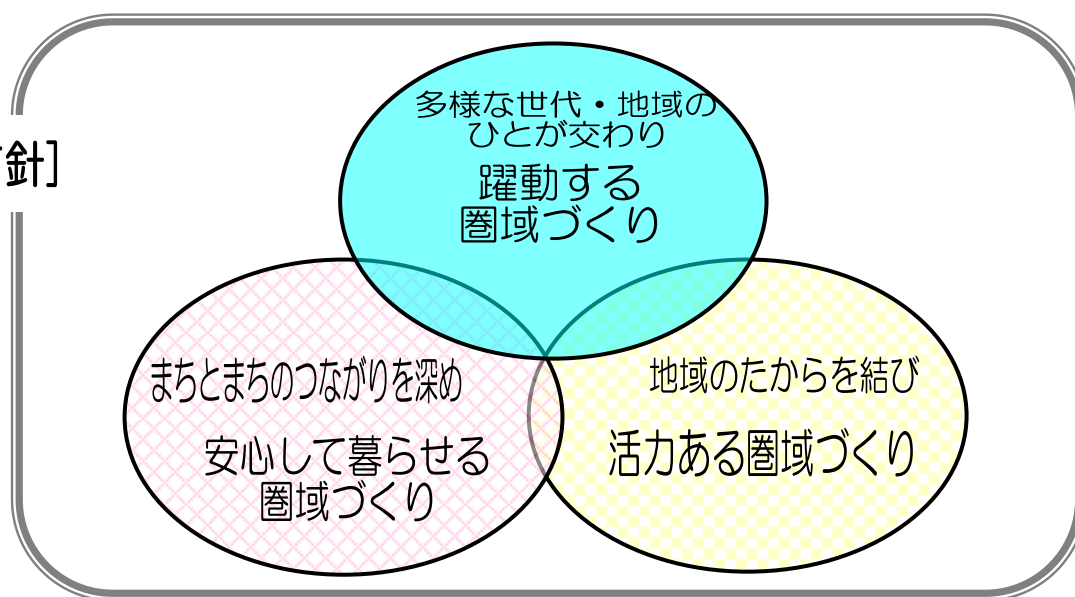 針]
多様な世代・地域の
ひとが交わり
躍動する
圏域づくり
まちとまちのつながりを深め
安心して暮らせる
圏域づくり
地域のたからを結び
活力ある圏域づくり